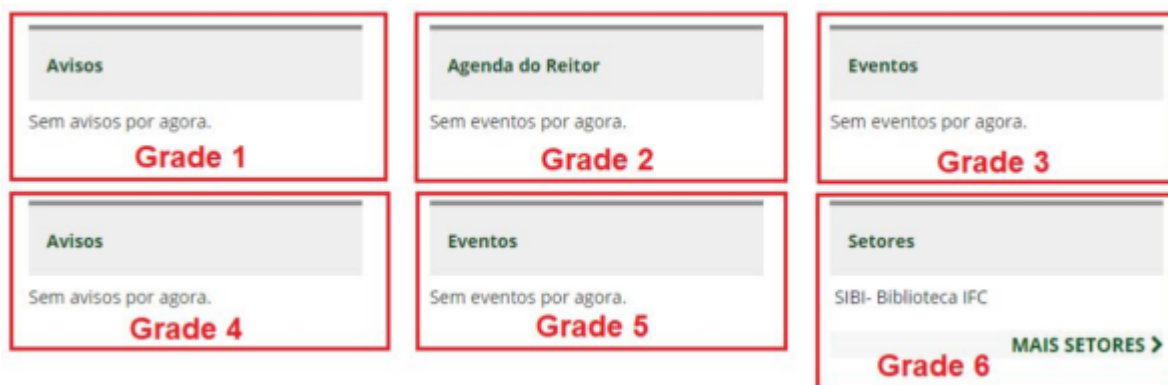 Avisos
Sem avisos por agora.
Grade 1
Agenda do Reitor
Sem eventos por agora.
Grade 2
Eventos
Sem eventos por agora.
Grade 3
Avisos
Sem avisos por agora.
Grade 4
Eventos
Sem eventos por agora.
Grade 5
Setores
SIBI- Biblioteca IFC
MAIS SETORES
Grade 6